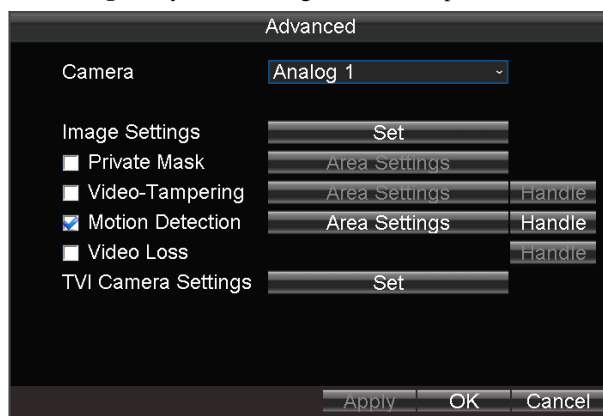 Advanced
Camera Analog 1
Image Settings Set
Private Mask Area Settings
Video-Tampering Area Settings Handle
Motion Detection Area Settings Handle
Video Loss Handle
TVI Camera Settings Set
Apply OK Cancel